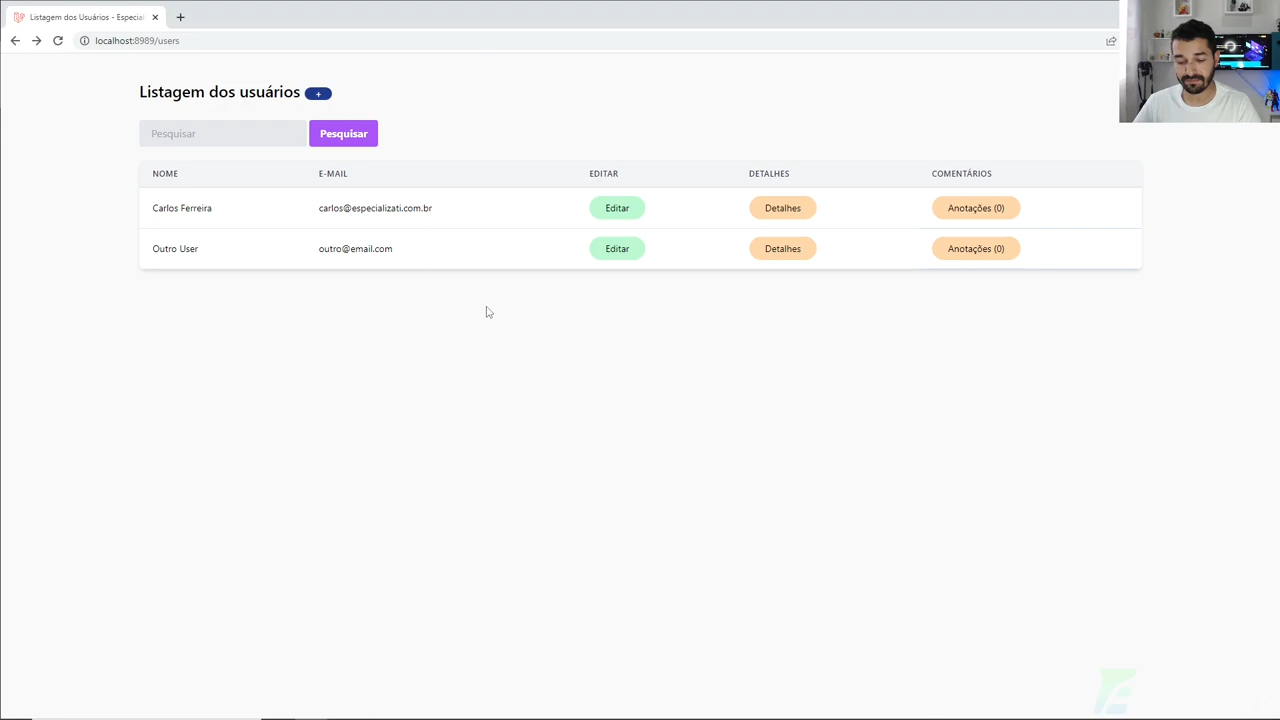 Listagem dos Usuários - Especial
localhost:8989/users
Listagem dos usuários +
Pesquisar Pesquisar
NOME E-MAIL EDITAR DETALHES COMENTÁRIOS
Carlos Ferreira carlos@especializati.com.br Editar Detalhes Anotações (0)
Outro User outro@email.com Editar Detalhes Anotações (0)